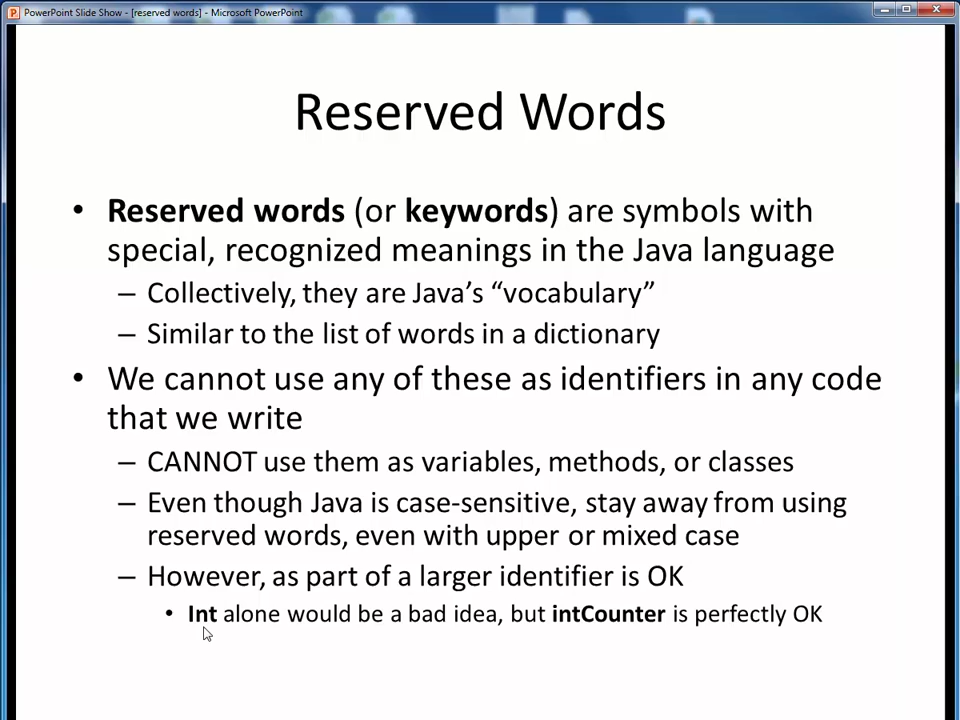 PowerPoint Slide Show - [reserved words] - Microsoft PowerPoint
Reserved Words
• Reserved words (or keywords) are symbols with
special, recognized meanings in the Java language
– Collectively, they are Java’s “vocabulary”
– Similar to the list of words in a dictionary
• We cannot use any of these as identifiers in any code
that we write
– CANNOT use them as variables, methods, or classes
– Even though Java is case-sensitive, stay away from using
reserved words, even with upper or mixed case
– However, as part of a larger identifier is OK
• Int alone would be a bad idea, but intCounter is perfectly OK